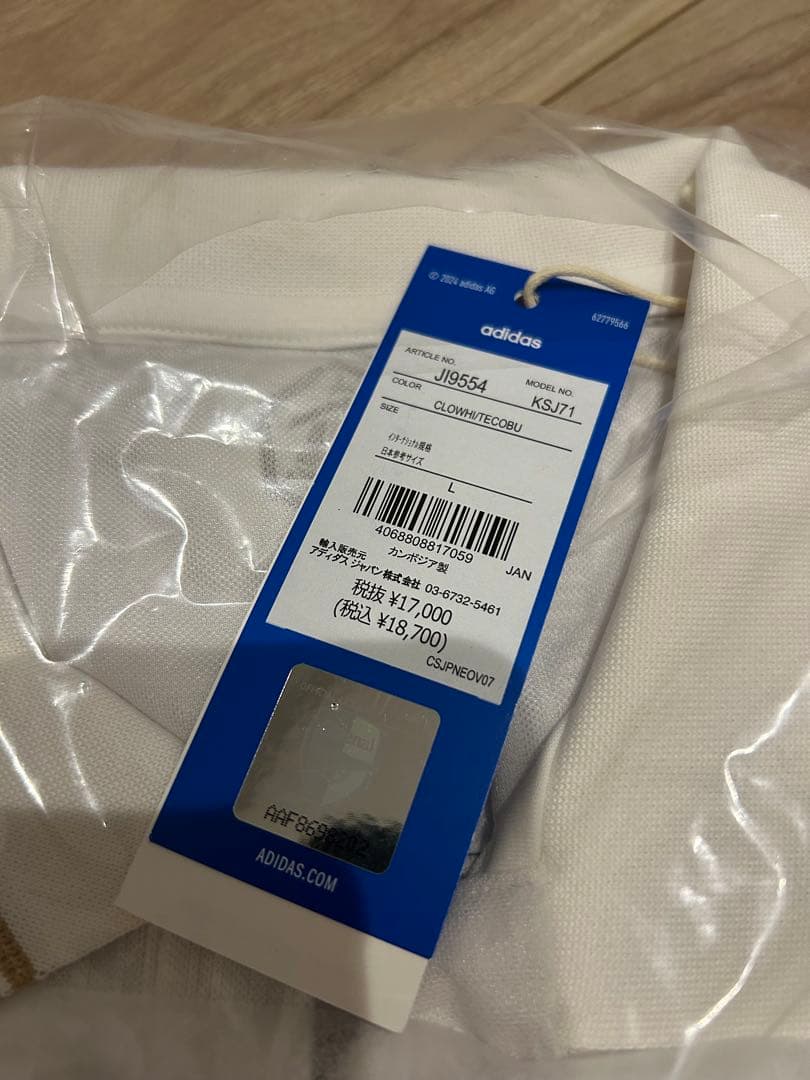 © 2024 adidas AG
62779566
adidas
ARTICLE NO. JI9554
MODEL NO. KSJ71
COLOR CLOWHI/TECOBU
SIZE
インターナショナル規格
日本参考サイズ
L
4068808817059
JAN
カンボジア製
輸入販売元
アディダス ジャパン株式会社 03-6732-5461
税抜 ¥17,000
(税込 ¥18,700)
CSJPNEOV07
ADIDAS.COM